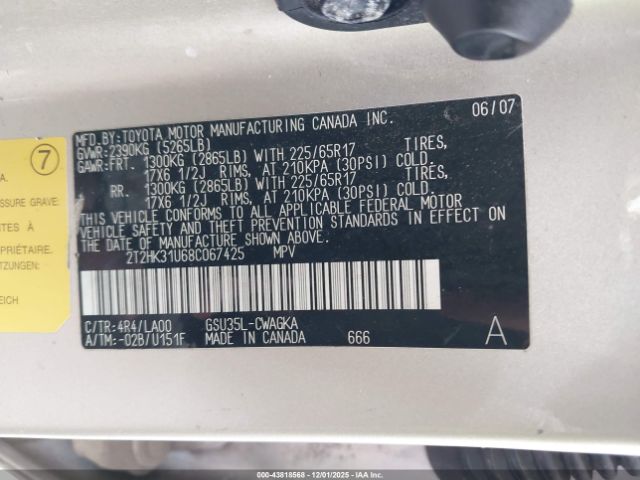 06/07
MFD.BY:TOYOTA MOTOR MANUFACTURING CANADA INC.
GVWR:2390KG (5265LB)
GAWR:FRT. 1300KG (2865LB) WITH 225/65R17 TIRES,
17X6 1/2J RIMS, AT 210KPA (30PSI) COLD.
RR. 1300KG (2865LB) WITH 225/65R17 TIRES,
17X6 1/2J RIMS, AT 210KPA (30PSI) COLD.
THIS VEHICLE CONFORMS TO ALL APPLICABLE FEDERAL MOTOR
VEHICLE SAFETY AND THEFT PREVENTION STANDARDS IN EFFECT ON
THE DATE OF MANUFACTURE SHOWN ABOVE.
2T2HK31U68C067425 MPV
C/TR:4R4/LA00 GSU35L-CWAGKA
A/TM:-02B/U151F MADE IN CANADA 666 A
7
A.
SSURE GRAVE:
TES À
PRIÉTAIRE.
TZUNGEN:
EICH
000-43818568 - 12/01/2025 - IAAI.CA